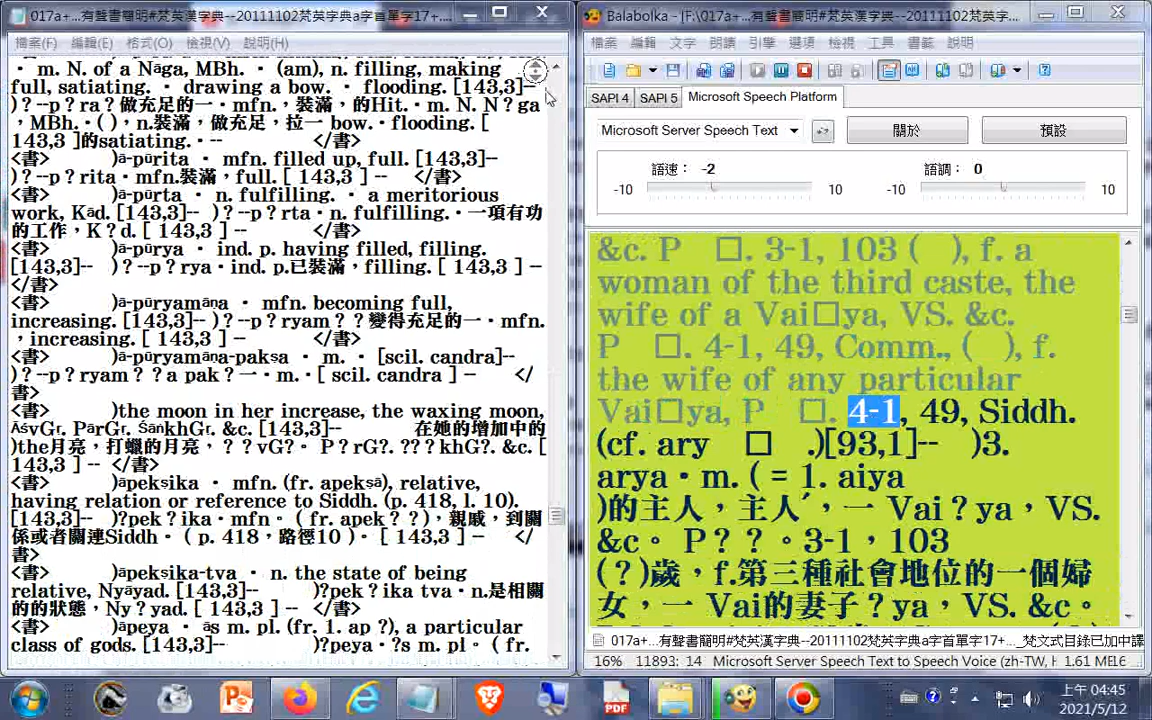 017a+...有聲書簡明#梵英漢字典--20111102梵英字典a字首單字17+...
檔案(F) 編輯(E) 格式(O) 檢視(V) 說明(H)
· m. N. of a Nāga, MBh. · (am), n. filling, making
full, satiating. · drawing a bow. · flooding. [143,3]--
)? --p ? ra? 做充足的一·mfn.,裝滿,的Hit.· m. N. N ? ga
,MBh.·( ), n.裝滿,做充足,拉一 bow.· flooding. [
143,3 ]的satiating.·-- </書>
<書> )ā-pūrita · mfn. filled up, full. [143,3]--
)? --p ? rita·mfn.裝滿,full. [ 143,3 ] </書>
<書> )ā-pūrta · n. fulfilling. · a meritorious
work, Kād. [143,3]-- )? --p ? rta·n. fulfilling.·一項有功
的工作,K ? d. [ 143,3 ] </書>
<書> )ā-pūrya · ind. p. having filled, filling.
[143,3]-- )? --p ? rya·ind. p.已裝滿,filling. [ 143,3 ] --
</書>
<書> )ā-pūryamāṇa · mfn. becoming full,
increasing. [143,3]-- )? --p ? ryam ? ? 變得充足的一·mfn.
,increasing. [ 143,3 ] </書>
<書> )ā-pūryamāṇa-pakṣa · m. · [scil. candra]--
)? --p ? ryam ? ? a pak ? 一·m.·[ scil. candra ] -- </
書>
<書> )the moon in her increase, the waxing moon,
ĀśvGṛ. PārGṛ. ŚāṅkhGṛ. &c. [143,3]-- 在她的增加中的
)the月亮,打蠟的月亮,? ? vG?。 P ? rG?. ? ? ? khG?. &c. [
143,3 ] -- </書>
<書> )āpekṣika · mfn. (fr. apekṣā), relative,
having relation or reference to Siddh. (p. 418, l. 10).
[143,3]-- )?pek ? ika·mfn。( fr. apek ? ?),親戚,到關
係或者關連Siddh·( p. 418,路徑10 )·[ 143,3 ] -- </
書>
<書> )āpekṣika-tva · n. the state of being
relative, Nyāyad. [143,3]-- )?pek ? ika tva·n.是相關
的的狀態,Ny ? yad. [ 143,3 ] -- </書>
<書> )āpeya · ās m. pl. (fr. 1. ap ?), a particular
class of gods. [143,3]-- )?peya·?s m. pl。( fr.
Balabolka - [F:\017a+...有聲書簡明#梵英漢字典--20111102梵英字...
檔案 編輯 文字 朗讀 引擎 選項 檢視 工具 書籤 說明
SAPI 4 SAPI 5 Microsoft Speech Platform
Microsoft Server Speech Text 關於 預設
語速: -2 語調: 0
-10 10 -10 10
&c. P □. 3-1, 103 ( ), f. a
woman of the third caste, the
wife of a Vai□ya, VS. &c.
P □. 4-1, 49, Comm., ( ), f.
the wife of any particular
Vai□ya, P □. 4-1, 49, Siddh.
(cf. ary □ .)[93,1]-- )3.
arya·m. ( = 1. aiya
)的主人,主人ˊ,一 Vai ? ya,VS.
&c。 P ? ? 。3-1,103
( ? )歲,f.第三種社會地位的一個婦
女,一 Vai的妻子 ? ya,VS. &c。
017a+...有聲書簡明#梵英漢字典--20111102梵英字典a字首單字17+..._梵文式目錄已加中譯
16% 11893: 14 Microsoft Server Speech Text to Speech Voice (zh-TW, H 1.61 МБ
上午 04:45
2021/5/12